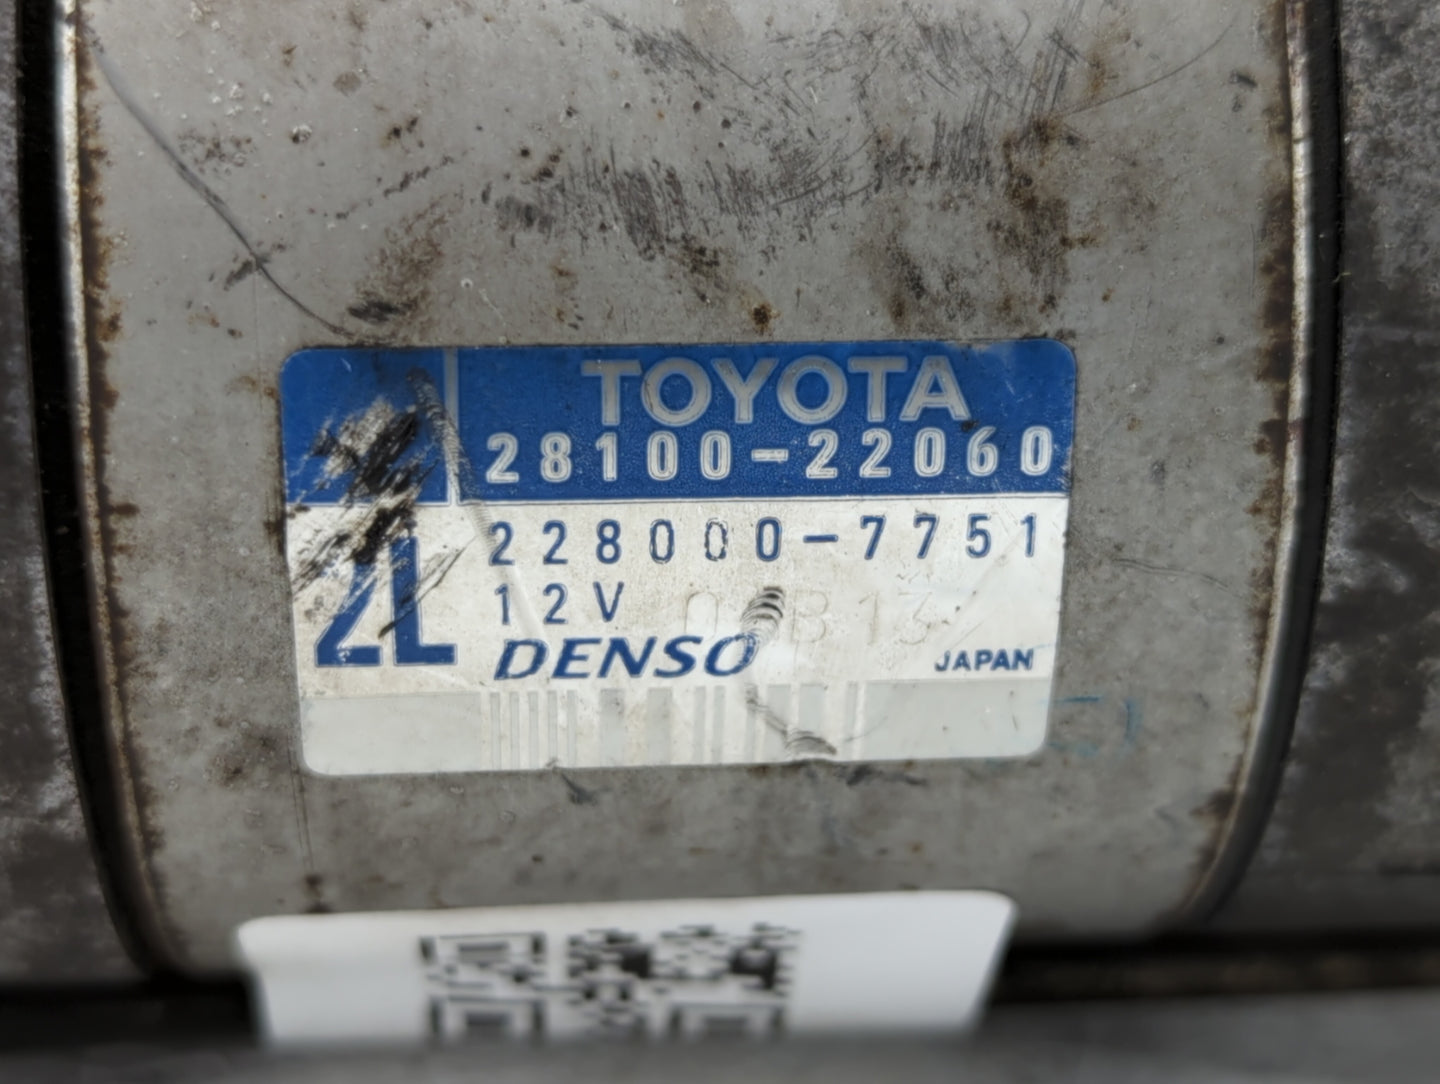 TOYOTA
28100-22060
228000-7751
12V
DENSO
JAPAN